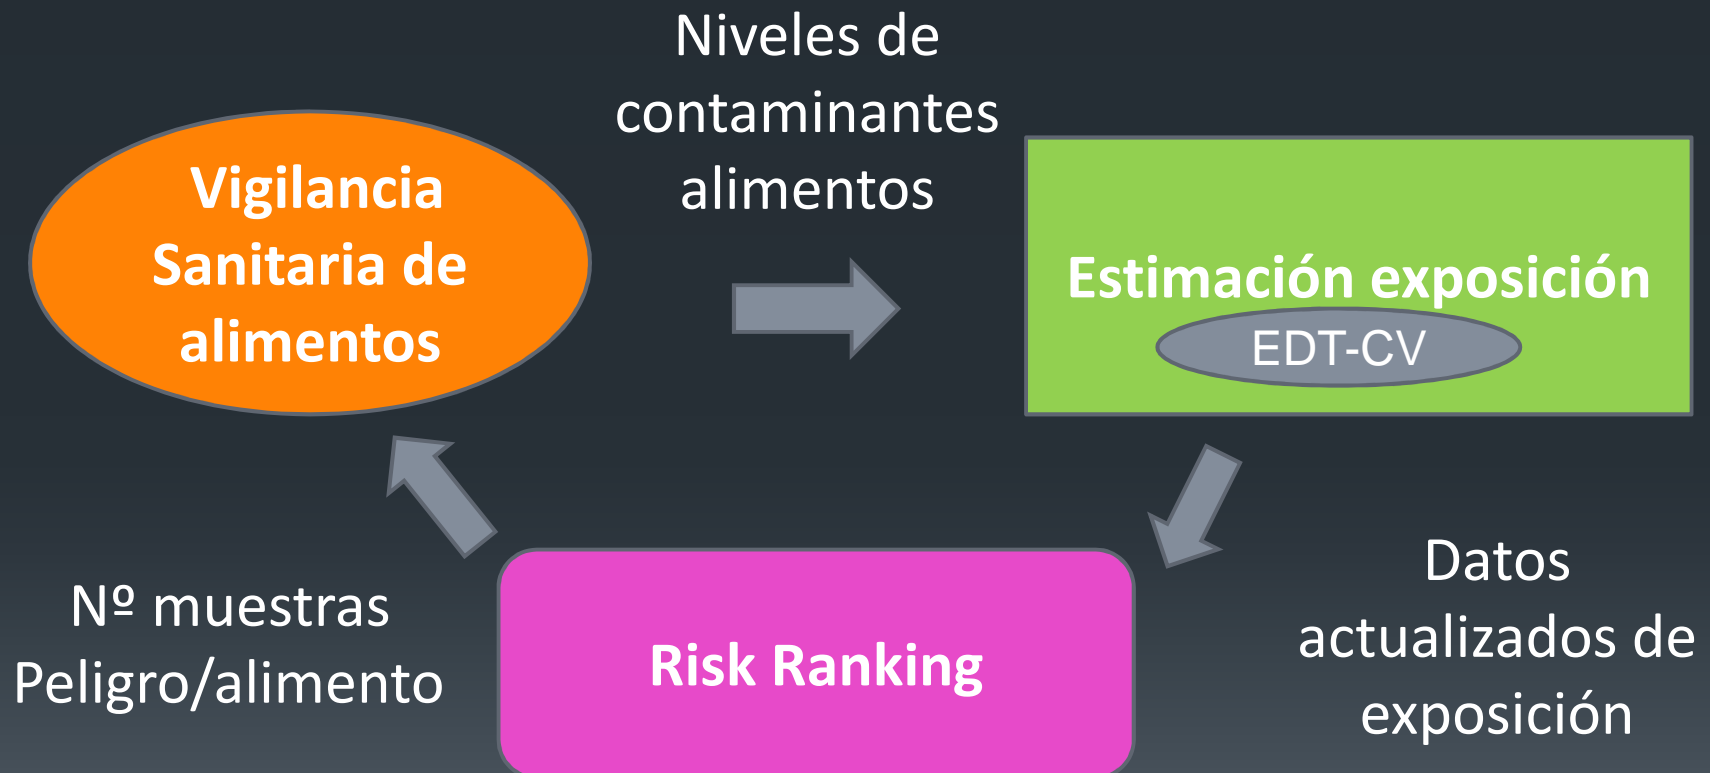 Niveles de
contaminantes
alimentos
Vigilancia
Sanitaria de
alimentos
Estimación exposición
EDT-CV
Datos
actualizados de
exposición
Risk Ranking
Nº muestras
Peligro/alimento